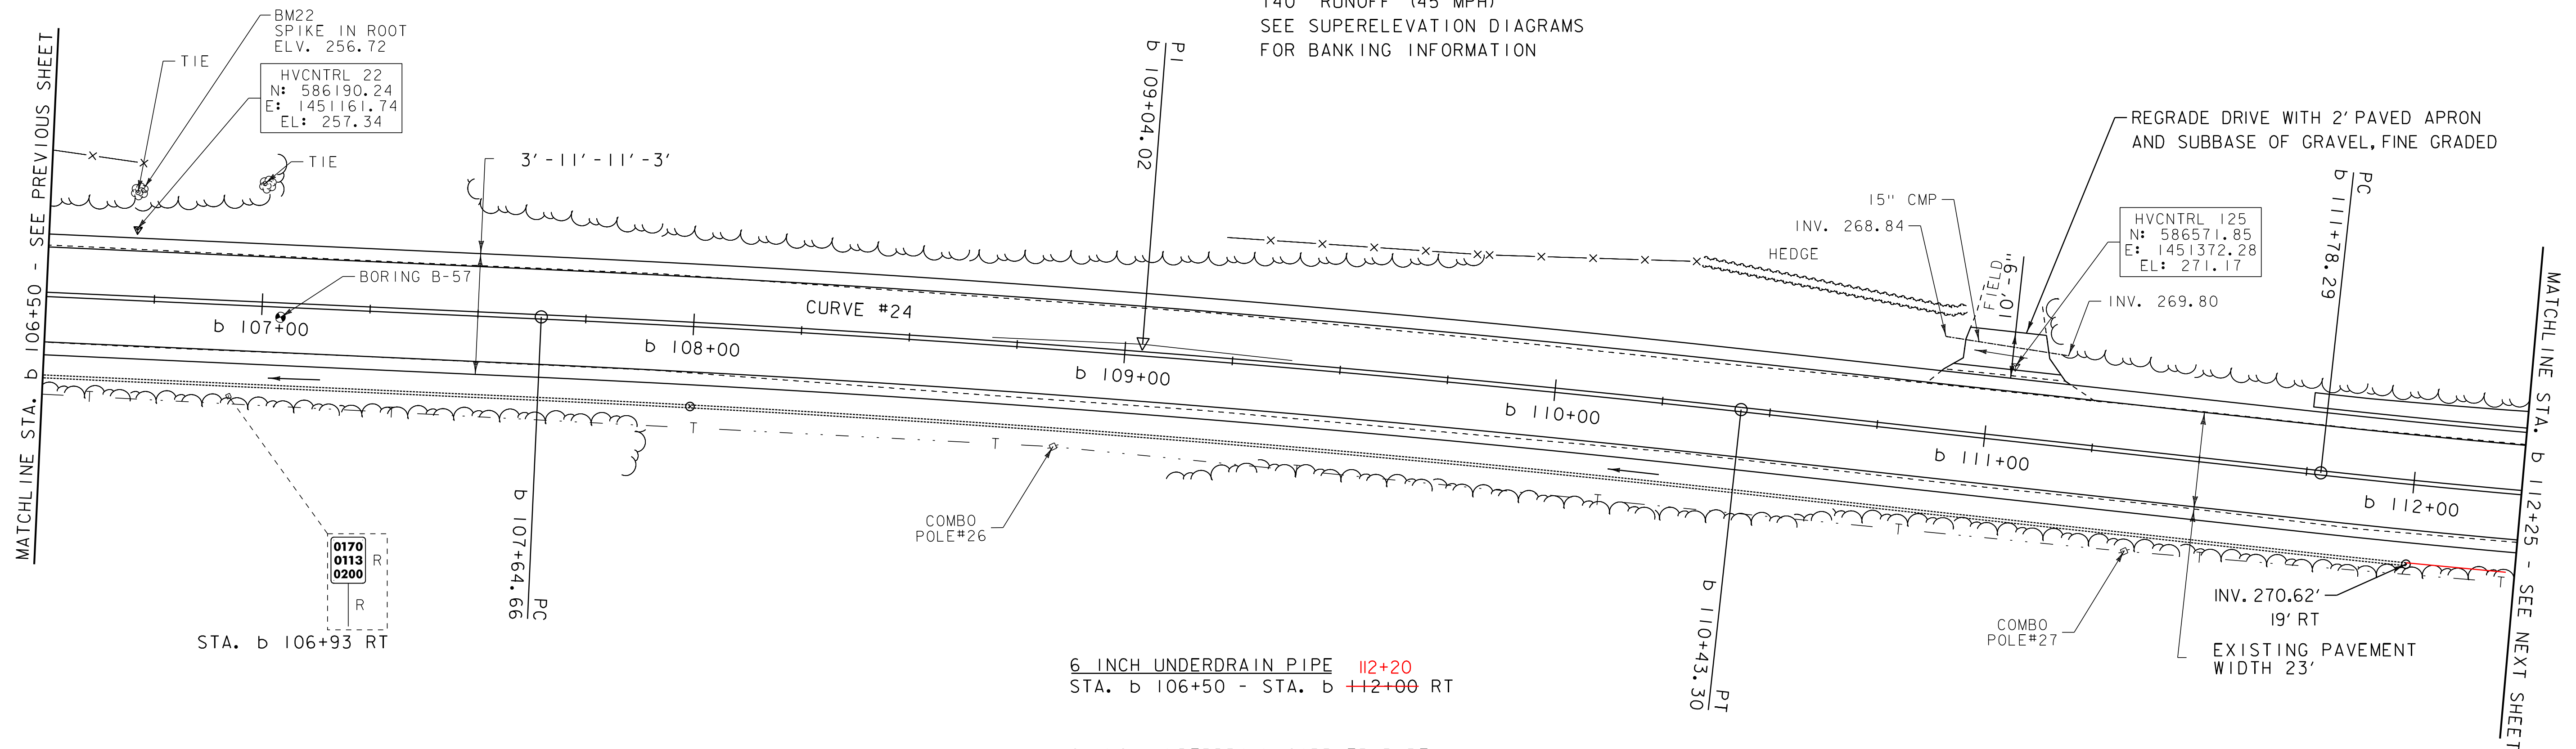 140' RUNOFF (45 MPH)
SEE SUPERELEVATION DIAGRAMS
FOR BANKING INFORMATION
BM22
SPIKE IN ROOT
ELV. 256.72
TIE
HVCNTRL 22
N: 586190.24
E: 1451161.74
EL: 257.34
TIE
3'-11'-11'-3'
MATCHLINE STA. b 106+50 - SEE PREVIOUS SHEET
PI
b 109+04.02
REGRADE DRIVE WITH 2' PAVED APRON
AND SUBBASE OF GRAVEL, FINE GRADED
15" CMP
INV. 268.84
HEDGE
FIELD
10'-9"
HVCNTRL 125
N: 586571.85
E: 1451372.28
EL: 271.17
INV. 269.80
PC
b 111+78.29
BORING B-57
CURVE #24
b 107+00
b 108+00
b 109+00
b 110+00
b 111+00
b 112+00
T
T
T
T
T
T
T
COMBO
POLE#26
PC
b 107+64.66
0170
0113
0200
R
R
STA. b 106+93 RT
6 INCH UNDERDRAIN PIPE
112+20
STA. b 106+50 - STA. b 112+00 RT
PT
b 110+43.30
COMBO
POLE#27
INV. 270.62'
19' RT
EXISTING PAVEMENT
WIDTH 23'
MATCHLINE STA. b 112+25 - SEE NEXT SHEET